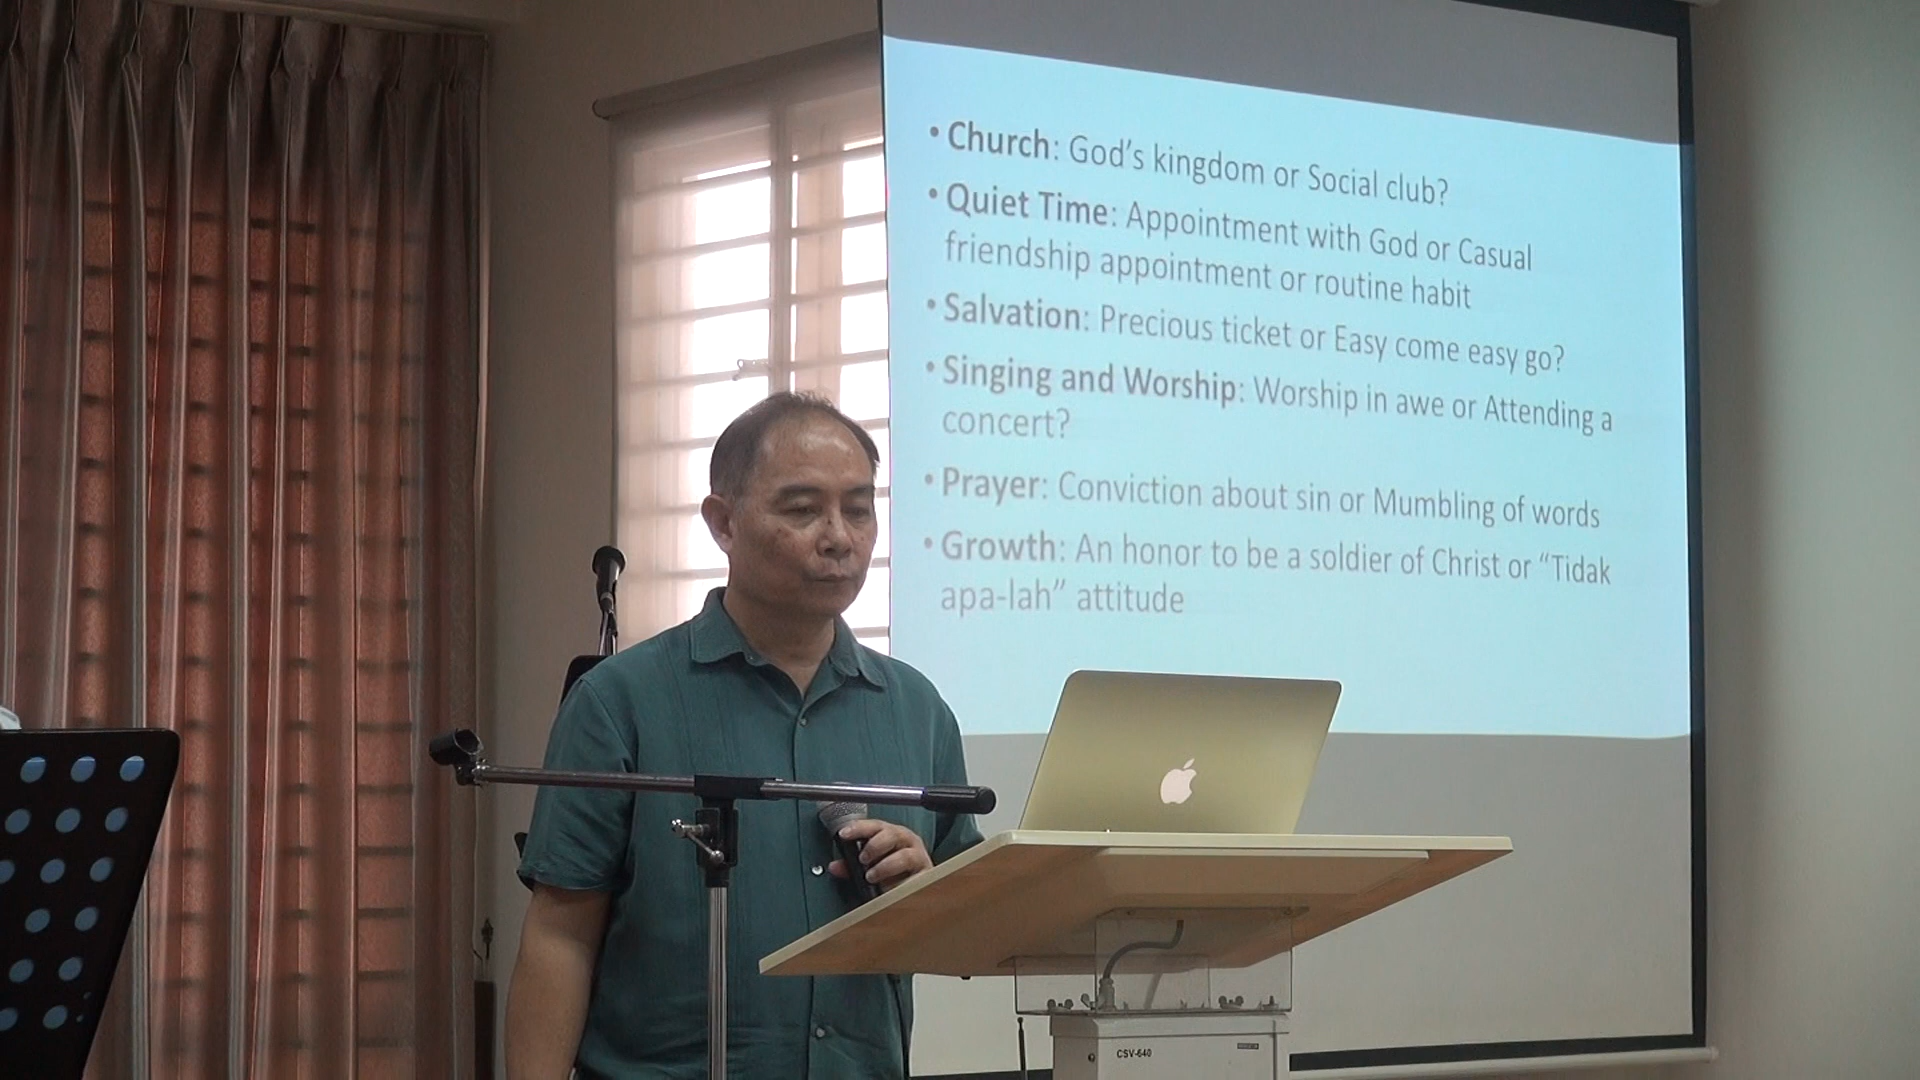 • Church: God's kingdom or Social club?
• Quiet Time: Appointment with God or Casual
friendship appointment or routine habit
• Salvation: Precious ticket or Easy come easy go?
• Singing and Worship: Worship in awe or Attending a
concert?
• Prayer: Conviction about sin or Mumbling of words
• Growth: An honor to be a soldier of Christ or “Tidak
apa-lah” attitude
CSV-640